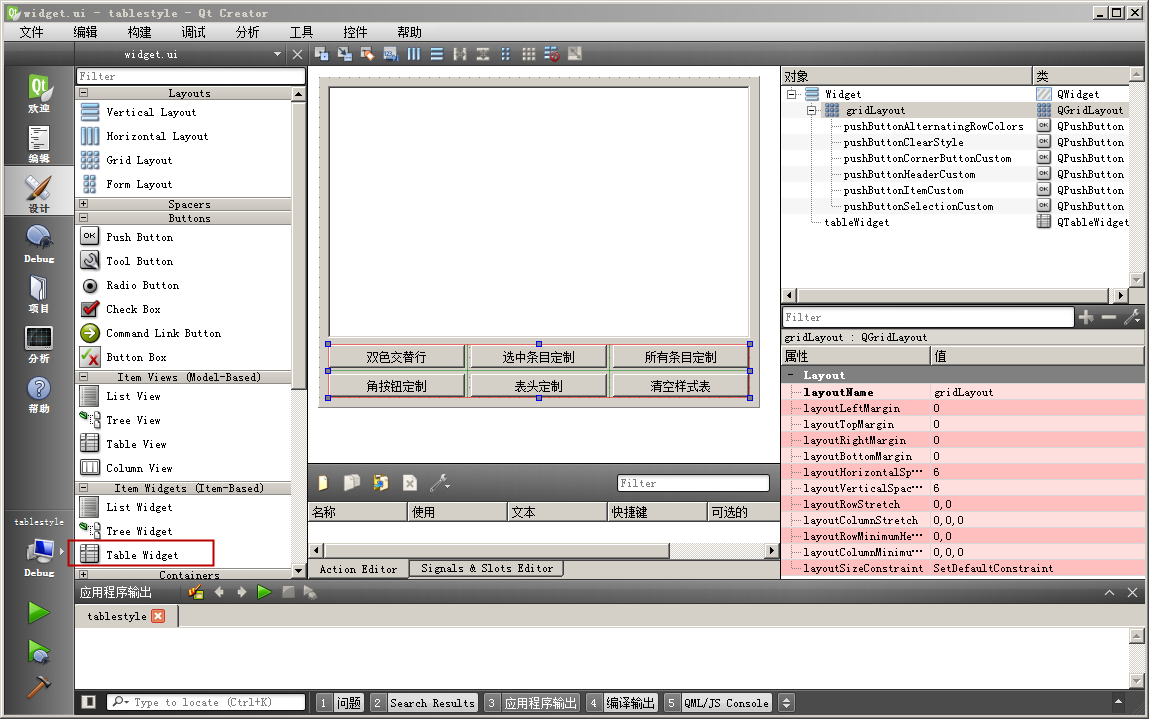 widget.ui - tablestyle - Qt Creator
文件 编辑 构建 调试 分析 工具 控件 帮助
widget.ui
欢迎
编辑
设计
Debug
项目
分析
帮助
tablestyle
Debug
Filter
Layouts
Vertical Layout
Horizontal Layout
Grid Layout
Form Layout
Spacers
Buttons
OK Push Button
Tool Button
Radio Button
Check Box
Command Link Button
Button Box
Item Views (Model-Based)
List View
Tree View
Table View
Column View
Item Widgets (Item-Based)
List Widget
Tree Widget
Table Widget
Containers
双色交替行 选中条目定制 所有条目定制
角按钮定制 表头定制 清空样式表
Filter
名称 使用 文本 快捷键 可选的
Action Editor Signals & Slots Editor
对象 类
Widget QWidget
gridLayout QGridLayout
pushButtonAlternatingRowColors OK QPushButton
pushButtonClearStyle OK QPushButton
pushButtonCornerButtonCustom OK QPushButton
pushButtonHeaderCustom OK QPushButton
pushButtonItemCustom OK QPushButton
pushButtonSelectionCustom OK QPushButton
tableWidget QTableWidget
Filter
gridLayout : QGridLayout
属性 值
Layout
layoutName gridLayout
layoutLeftMargin 0
layoutTopMargin 0
layoutRightMargin 0
layoutBottomMargin 0
layoutHorizontalSp… 6
layoutVerticalSpac… 6
layoutRowStretch 0,0
layoutColumnStretch 0,0,0
layoutRowMinimumHe… 0,0
layoutColumnMinimu… 0,0,0
layoutSizeConstraint SetDefaultConstraint
应用程序输出
tablestyle
Type to locate (Ctrl+K)
1 问题 2 Search Results 3 应用程序输出 4 编译输出 5 QML/JS Console